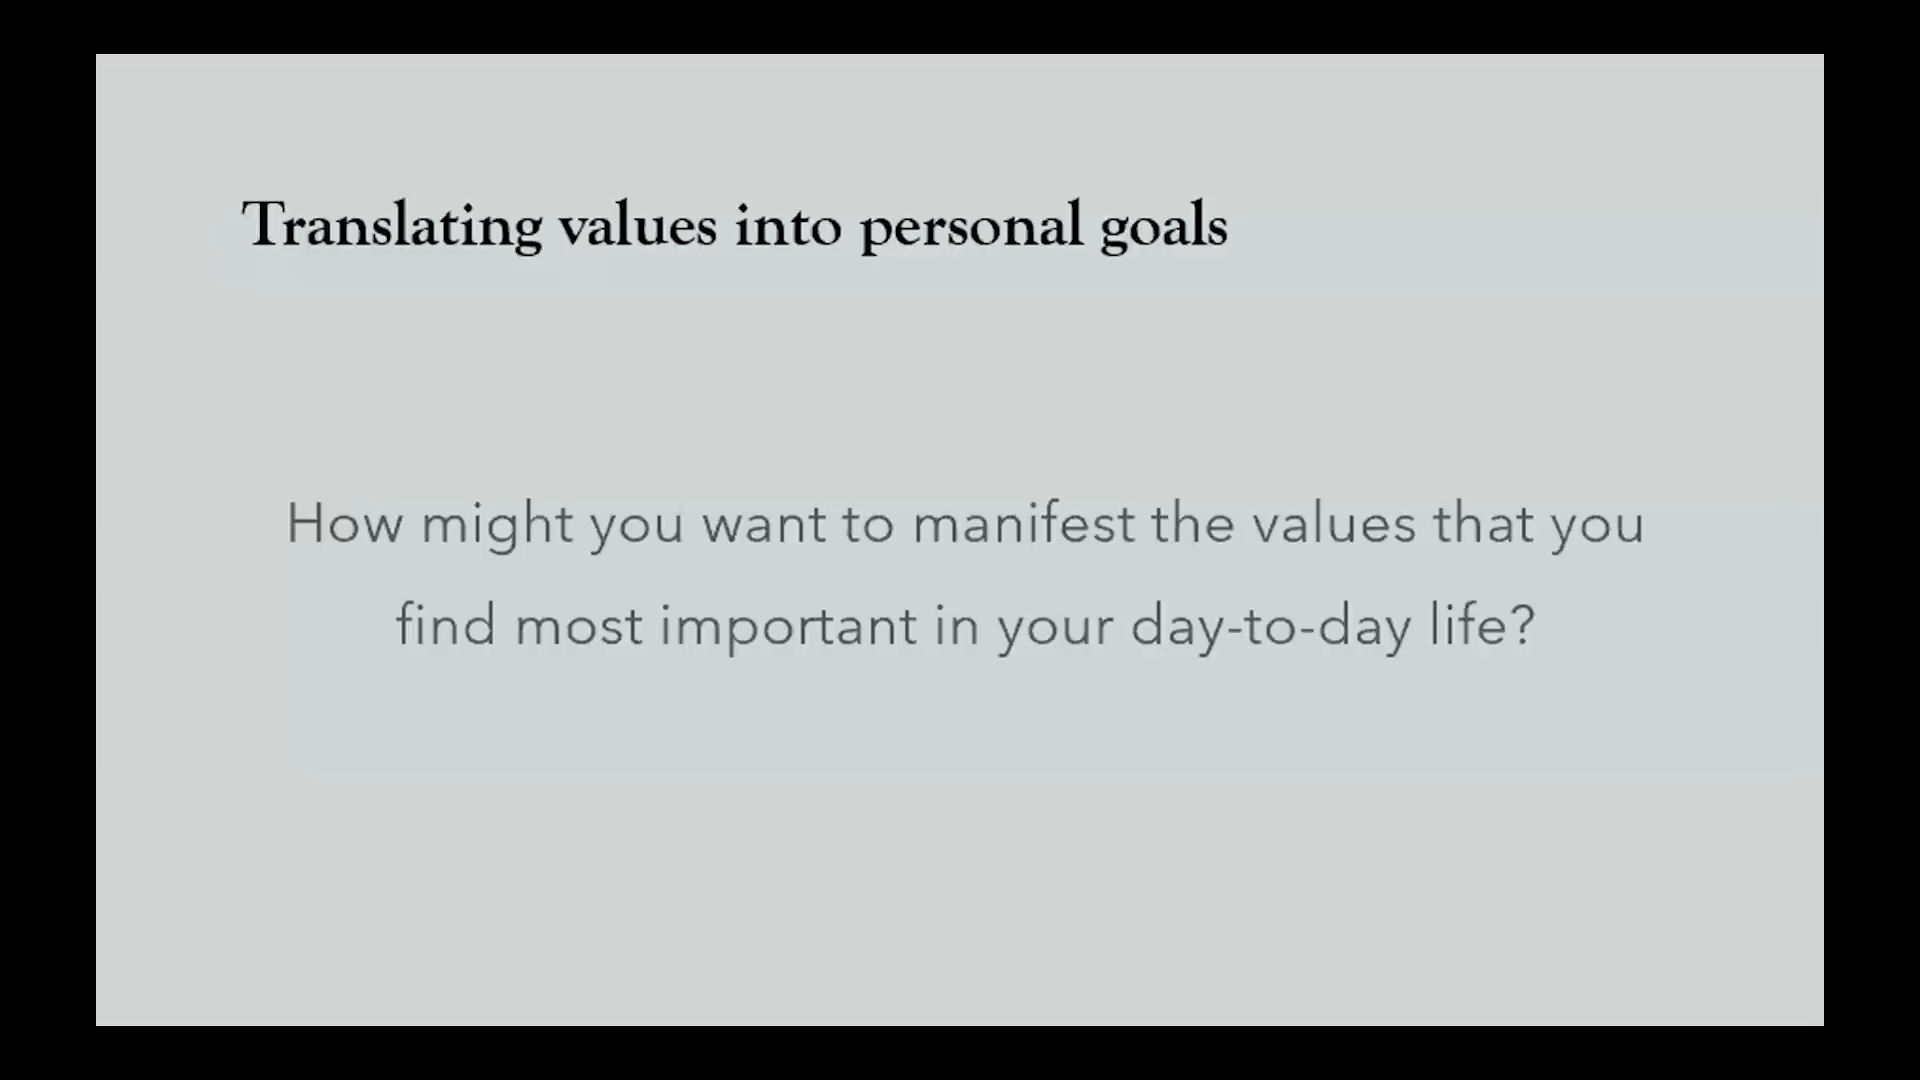 Translating values into personal goals
How might you want to manifest the values that you
find most important in your day-to-day life?